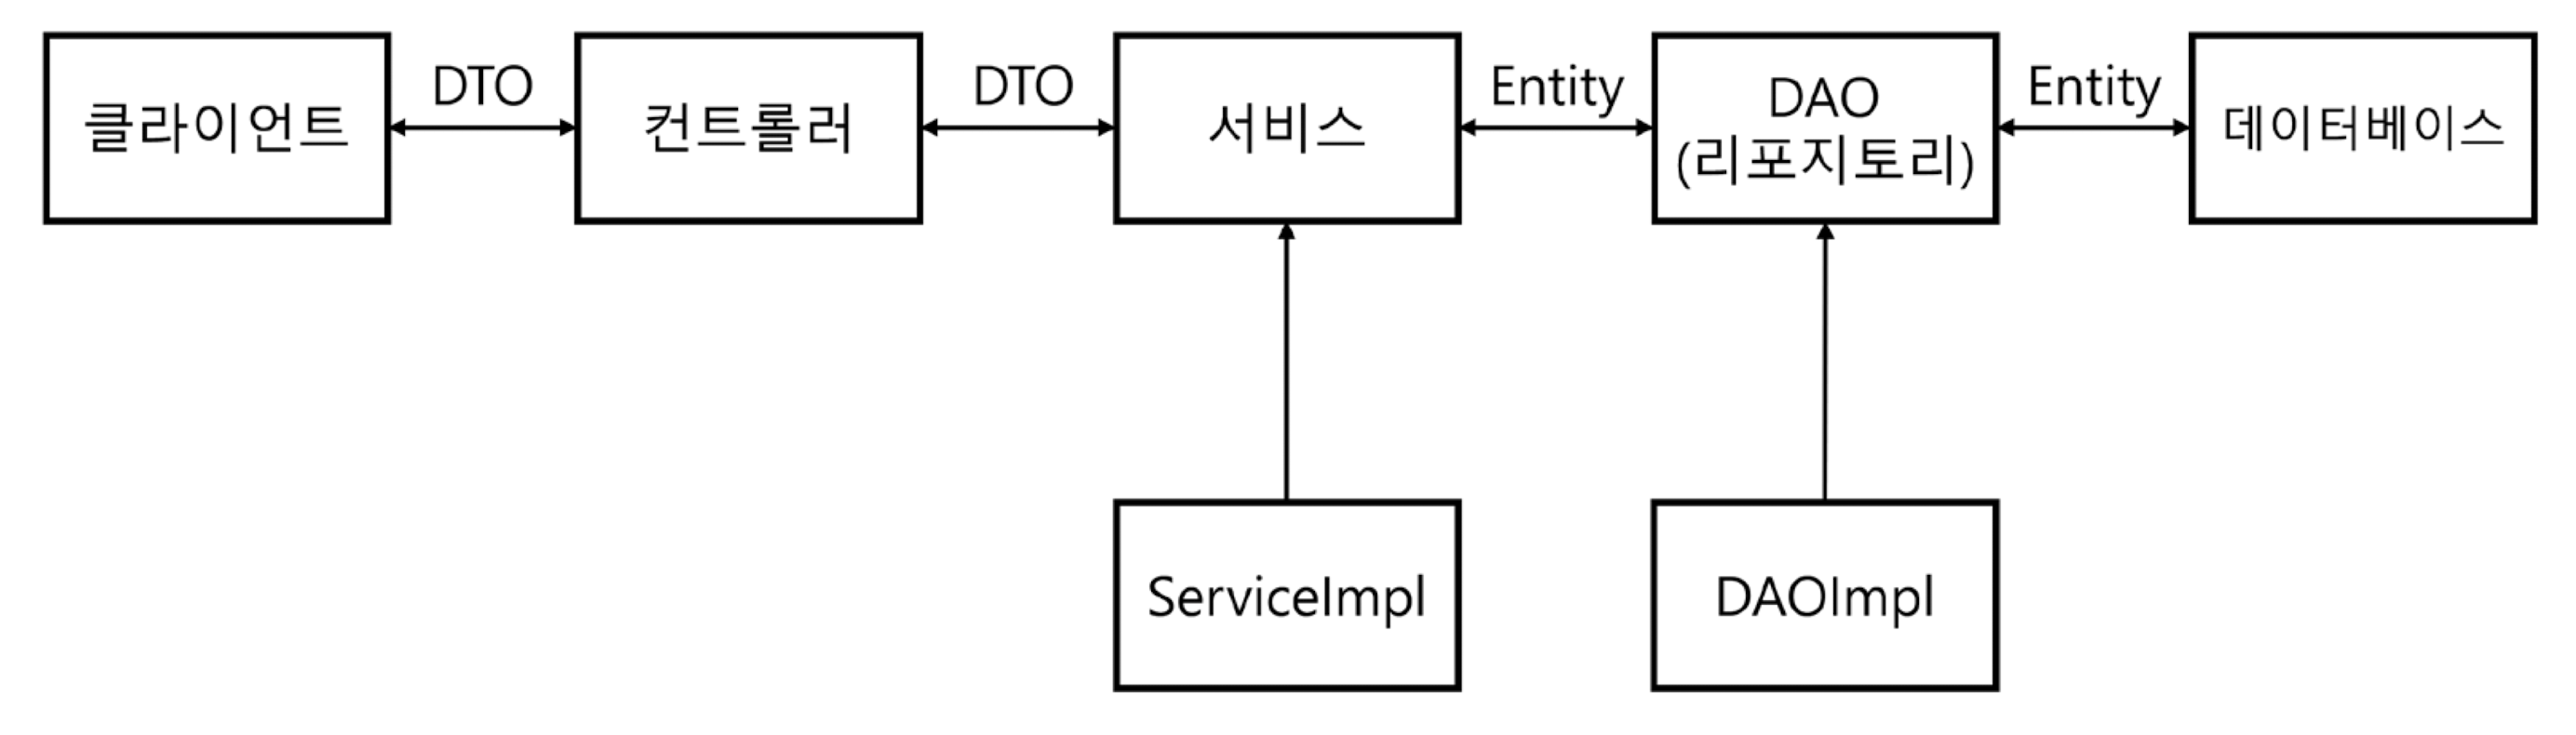 클라이언트
DTO
컨트롤러
DTO
서비스
Entity
DAO
(리포지토리)
Entity
데이터베이스
ServiceImpl
DAOImpl